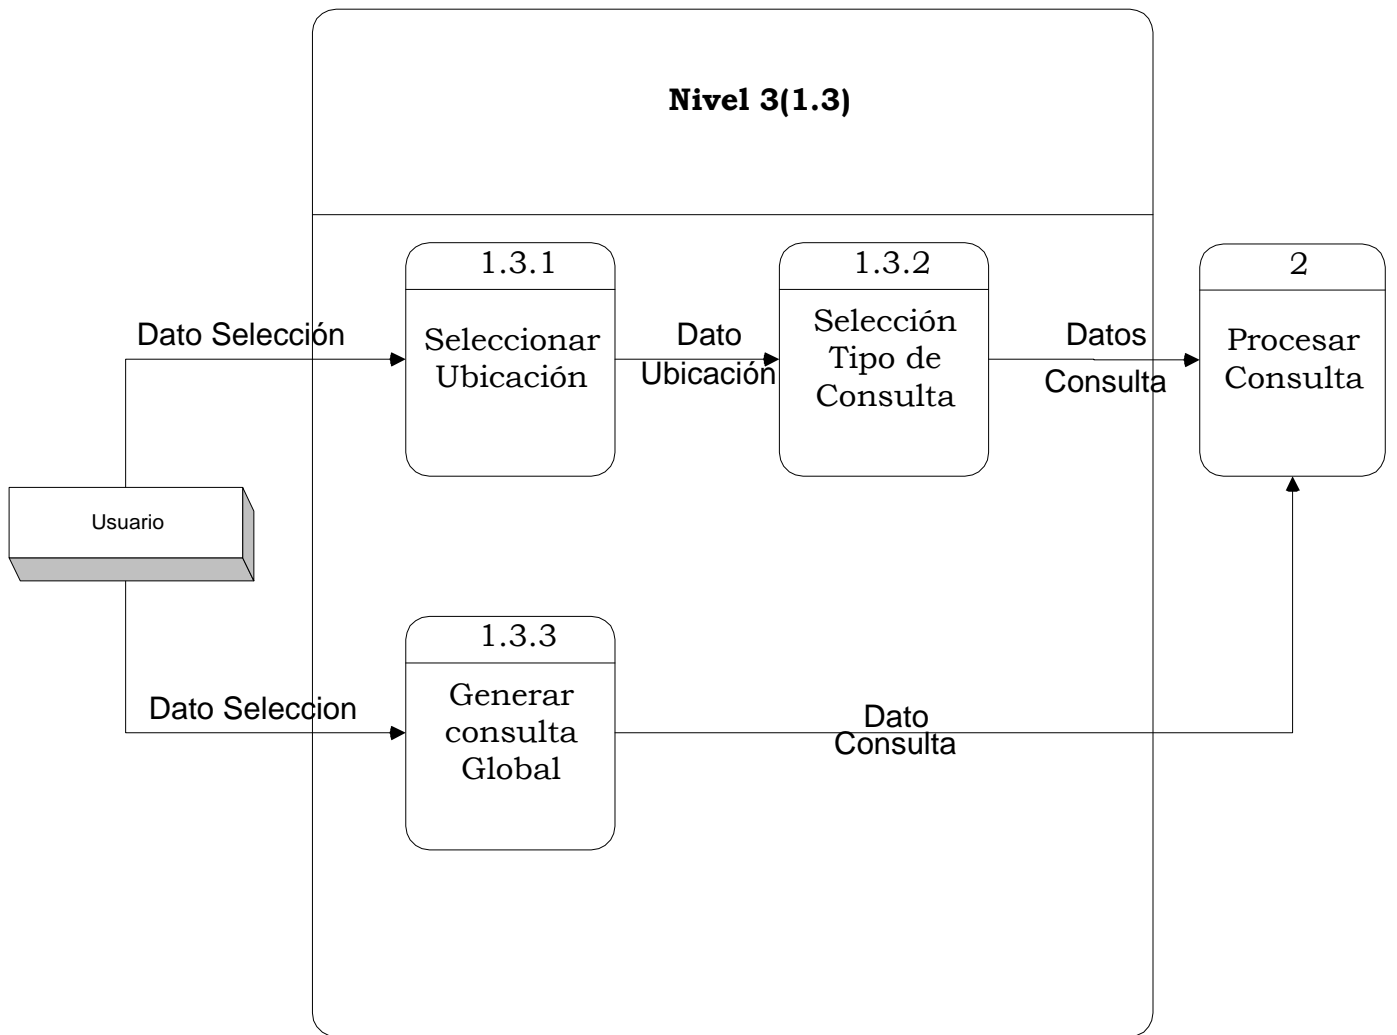 Nivel 3(1.3)
1.3.1
1.3.2
2
Dato Selección
Seleccionar
Ubicación
Dato
Ubicación
Selección
Tipo de
Consulta
Datos
Consulta
Procesar
Consulta
Usuario
1.3.3
Dato Seleccion
Generar
consulta
Global
Dato
Consulta